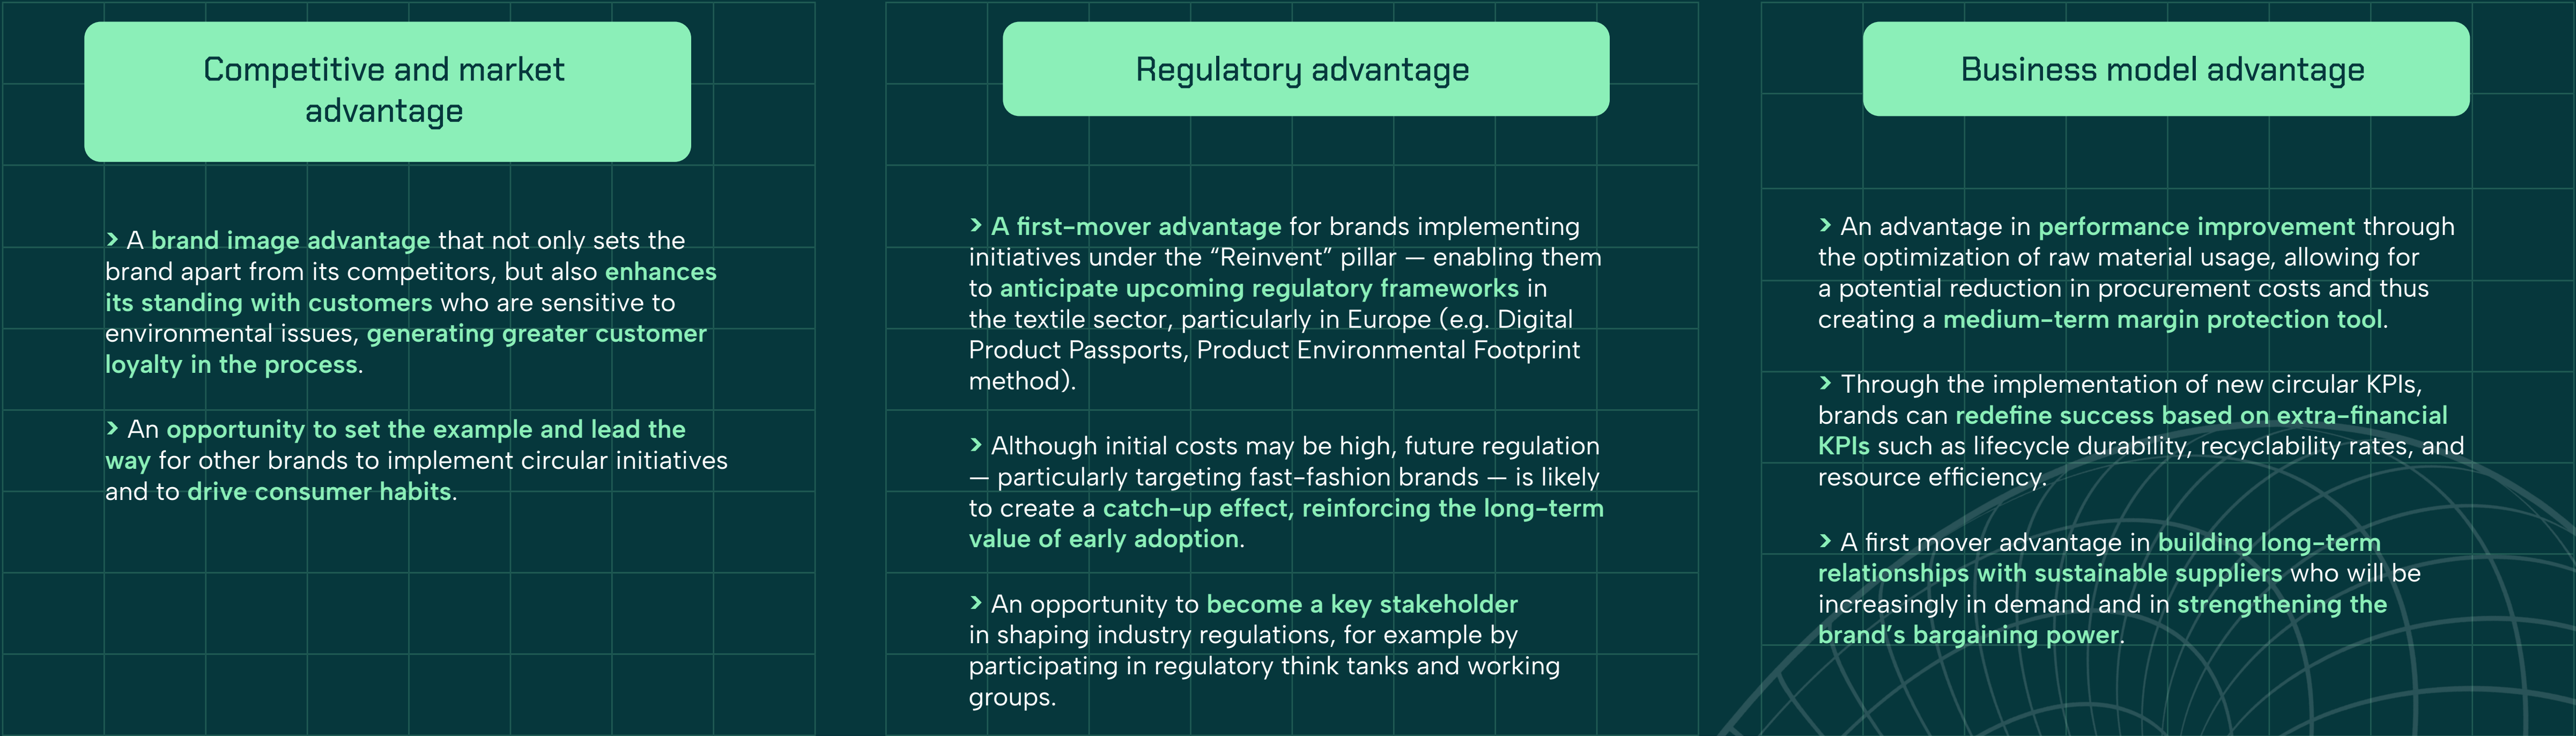 Competitive and market
advantage
> A brand image advantage that not only sets the
brand apart from its competitors, but also enhances
its standing with customers who are sensitive to
environmental issues, generating greater customer
loyalty in the process.
> An opportunity to set the example and lead the
way for other brands to implement circular initiatives
and to drive consumer habits.
Regulatory advantage
> A first-mover advantage for brands implementing
initiatives under the “Reinvent” pillar — enabling them
to anticipate upcoming regulatory frameworks in
the textile sector, particularly in Europe (e.g. Digital
Product Passports, Product Environmental Footprint
method).
> Although initial costs may be high, future regulation
— particularly targeting fast-fashion brands — is likely
to create a catch-up effect, reinforcing the long-term
value of early adoption.
> An opportunity to become a key stakeholder
in shaping industry regulations, for example by
participating in regulatory think tanks and working
groups.
Business model advantage
> An advantage in performance improvement through
the optimization of raw material usage, allowing for
a potential reduction in procurement costs and thus
creating a medium-term margin protection tool.
> Through the implementation of new circular KPIs,
brands can redefine success based on extra-financial
KPIs such as lifecycle durability, recyclability rates, and
resource efficiency.
> A first mover advantage in building long-term
relationships with sustainable suppliers who will be
increasingly in demand and in strengthening the
brand’s bargaining power.